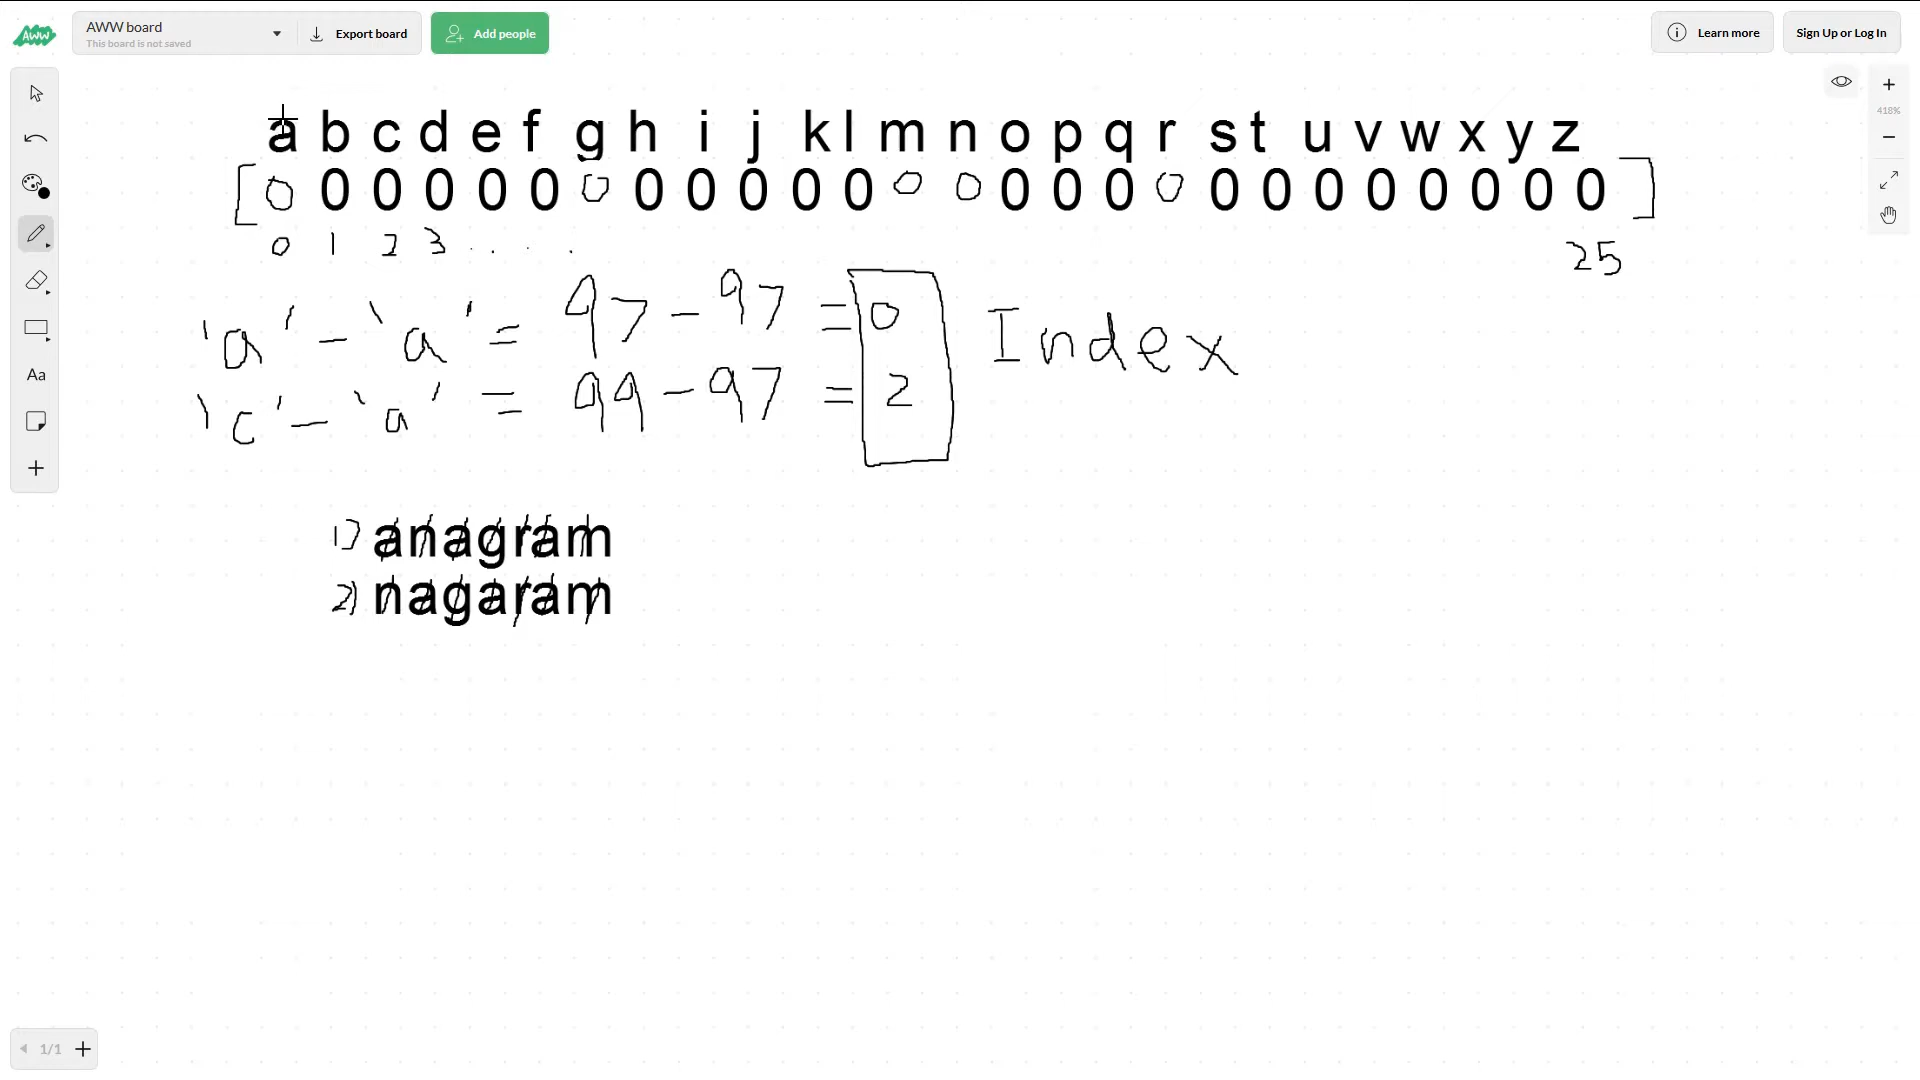 AWW
AWW board
This board is not saved
Export board
Add people
Learn more
Sign Up or Log In
418%
a b c d e f g h i j k l m n o p q r s t u v w x y z
[0 0 0 0 0 0 0 0 0 0 0 0 0 0 0 0 0 0 0 0 0 0 0 0 0 0]
0 1 2 3 . . . . . 25
'a' - 'a' = 97 - 97 = 0 Index
'c' - 'a' = 99 - 97 = 2
1) anagram
2) nagaram
Aa
1/1